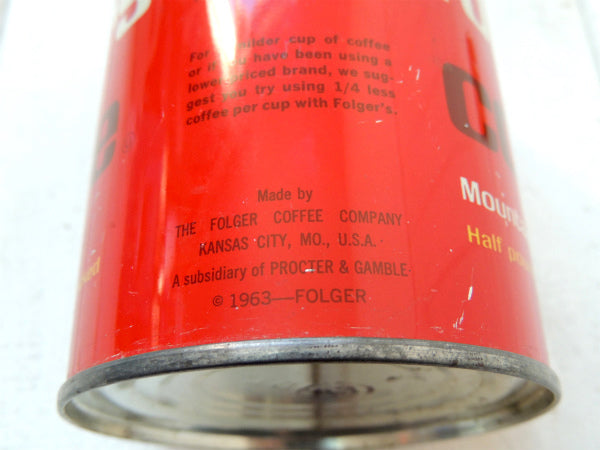 For a milder cup of coffee
or if you have been using a
lower-priced brand, we sug-
gest you try using 1/4 less
coffee per cup with Folger's.
Made by
THE FOLGER COFFEE COMPANY
KANSAS CITY, MO., U.S.A.
A subsidiary of PROCTER & GAMBLE
© 1963—FOLGER
Half